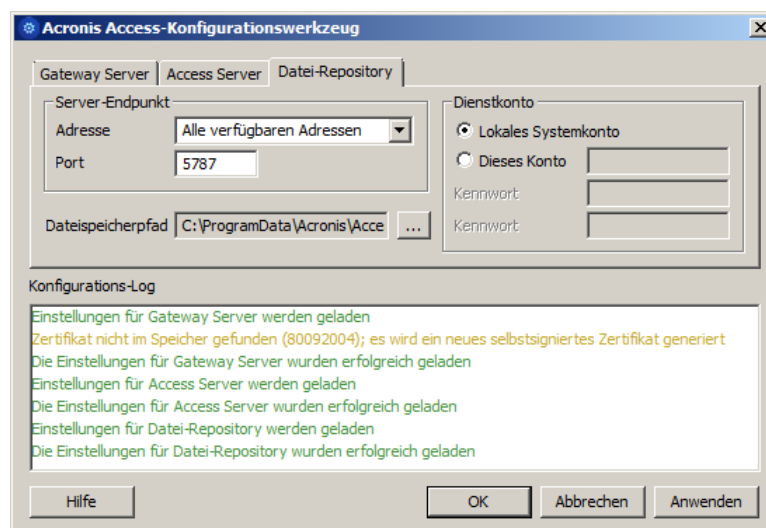 Acronis Access-Konfigurationswerkzeug
Gateway Server Access Server Datei-Repository
Server-Endpunkt
Adresse Alle verfügbaren Adressen
Port 5787
Dateispeicherpfad C:\ProgramData\Acronis\Acce ...
Dienstkonto
Lokales Systemkonto
Dieses Konto
Kennwort
Kennwort
Konfigurations-Log
Einstellungen für Gateway Server werden geladen
Zertifikat nicht im Speicher gefunden (80092004); es wird ein neues selbstsigniertes Zertifikat generiert
Die Einstellungen für Gateway Server wurden erfolgreich geladen
Einstellungen für Access Server werden geladen
Die Einstellungen für Access Server wurden erfolgreich geladen
Einstellungen für Datei-Repository werden geladen
Die Einstellungen für Datei-Repository wurden erfolgreich geladen
Hilfe OK Abbrechen Anwenden